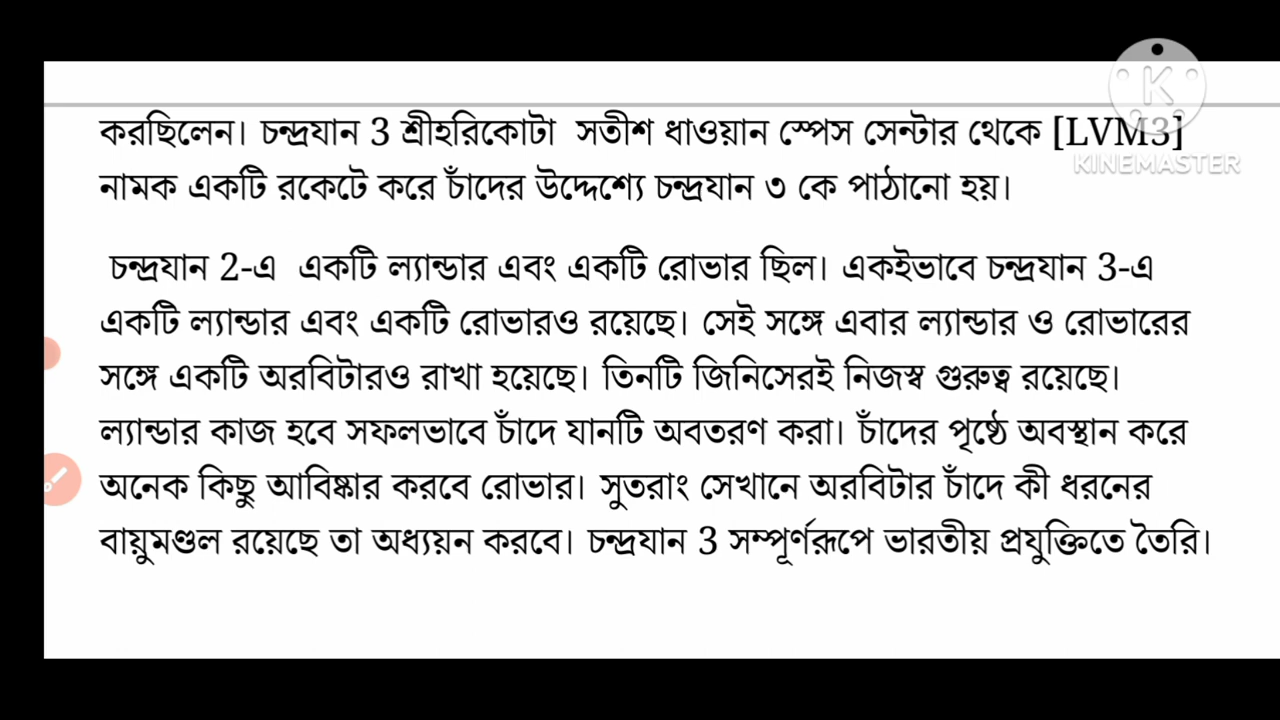 করছিলেন। চন্দ্রযান 3 শ্রীহরিকোটা সতীশ ধাওয়ান স্পেস সেন্টার থেকে [LVM3]
নামক একটি রকেটে করে চাঁদের উদ্দেশ্যে চন্দ্রযান ৩ কে পাঠানো হয়।
চন্দ্রযান 2-এ একটি ল্যান্ডার এবং একটি রোভার ছিল। একইভাবে চন্দ্রযান 3-এ
একটি ল্যান্ডার এবং একটি রোভারও রয়েছে। সেই সঙ্গে এবার ল্যান্ডার ও রোভারের
সঙ্গে একটি অরবিটারও রাখা হয়েছে। তিনটি জিনিসেরই নিজস্ব গুরুত্ব রয়েছে।
ল্যান্ডার কাজ হবে সফলভাবে চাঁদে যানটি অবতরণ করা। চাঁদের পৃষ্ঠে অবস্থান করে
অনেক কিছু আবিষ্কার করবে রোভার। সুতরাং সেখানে অরবিটার চাঁদে কী ধরনের
বায়ুমণ্ডল রয়েছে তা অধ্যয়ন করবে। চন্দ্রযান 3 সম্পূর্ণরূপে ভারতীয় প্রযুক্তিতে তৈরি।
K
KINEMASTER